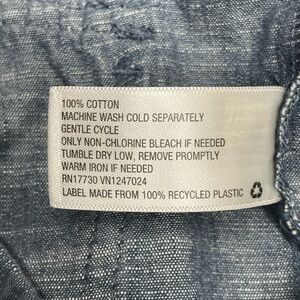 100% COTTON
MACHINE WASH COLD SEPARATELY
GENTLE CYCLE
ONLY NON-CHLORINE BLEACH IF NEEDED
TUMBLE DRY LOW, REMOVE PROMPTLY
WARM IRON IF NEEDED
RN17730 VN1247024
LABEL MADE FROM 100% RECYCLED PLASTIC